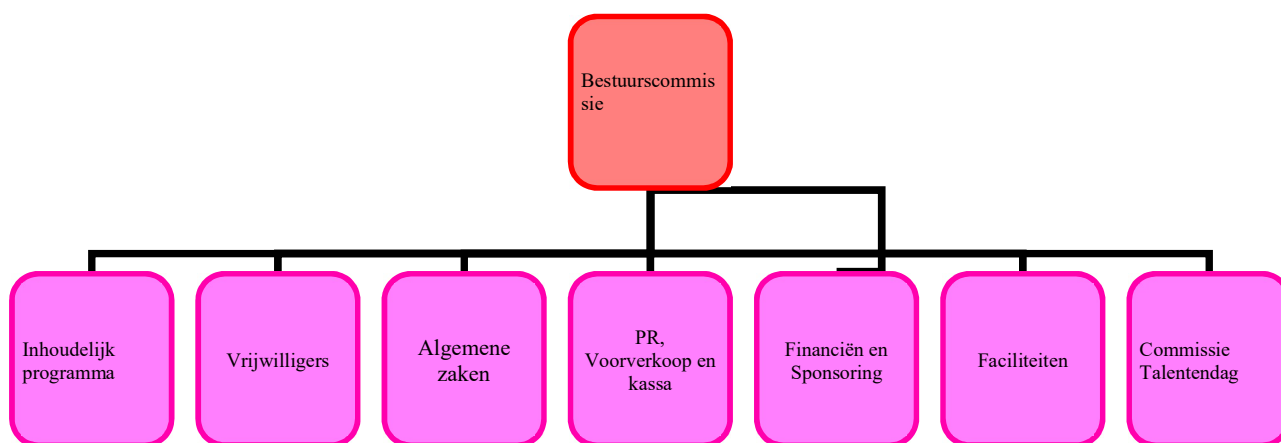 Bestuurscommis
sie
Inhoudelijk
programma
Vrijwilligers
Algemene
zaken
PR,
Voorverkoop en
kassa
Financiën en
Sponsoring
Faciliteiten
Commissie
Talentendag